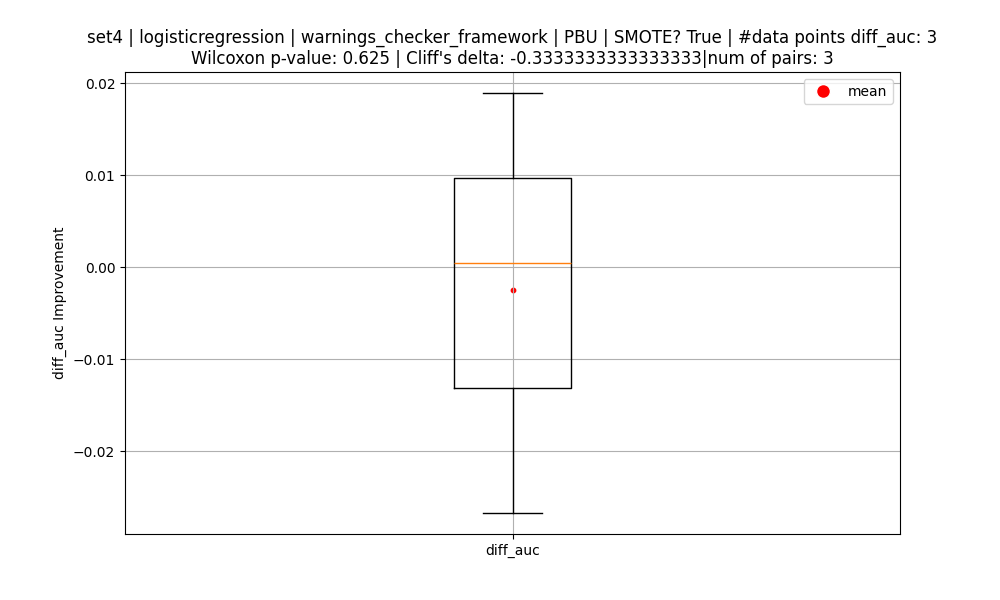 set4 | logisticregression | warnings_checker_framework | PBU | SMOTE? True | #data points diff_auc: 3
Wilcoxon p-value: 0.625 | Cliff's delta: -0.3333333333333333|num of pairs: 3
mean
0.02
0.01
0.00
−0.01
−0.02
diff_auc Improvement
diff_auc